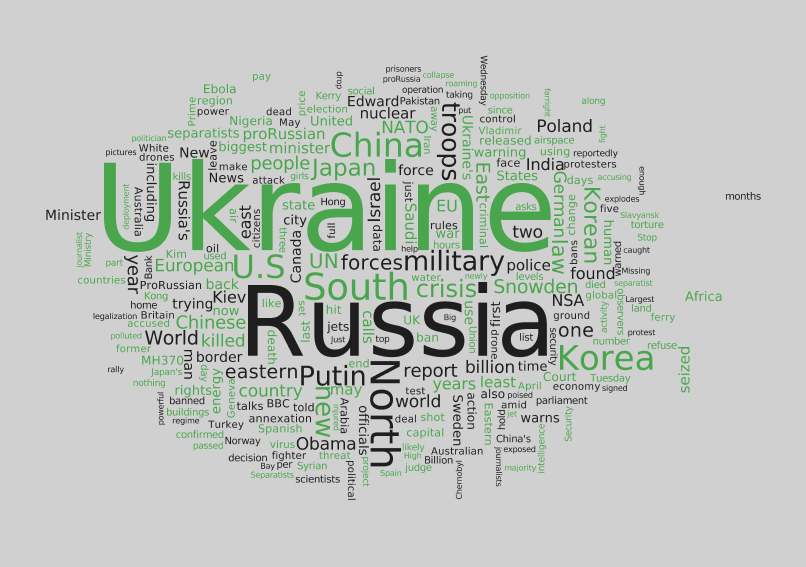 pay
drop
prisoners
proRussia
collapse
Wednesday
roaming
Ebola
social
operation
taking
opposition
region
Prime
price
Kerry
Edward
Pakistan
along
power
dead
election
nuclear
away
put
since
control
Nigeria
May
United
NATO
troops
Ukraine's
Vladimir
Poland
fight
separatists
proRussian
politician
biggest
minister
China
Iran
released
airspace
warning
using
reportedly
pictures
White
drones
New
leave
people
Japan
force
face
India
protesters
kills
News
make
attack
girls
Israel
just
Saudi
East
States
Germany
days
accusing
enough
including
Australia
deployment
Russia's
Ukraine
Korean
explodes
months
Minister
air
east
citizens
state
city
Hong
full
data
EU
criminal
rules
war
hours
asks
two
law
change
five
human
Slavyansk
torture
Stop
journalist
Ministry
oil
three
Canada
UN
help
forces
military
police
bans
warned
caught
part
year
Bank
Kim
used
European
U.S
South
crisis
water
newly
levels
found
Missing
countries
ProRussian
back
Snowden
died
separatist
Kong
home
trying
Kiev
like
Russia
NSA
global
Largest
Africa
legalization
Britain
now
set
hit
calls
UK
Big
use
first
ground
activity
observers
land
ferry
accused
Chinese
last
jets
Union
Europe
one
protest
polluted
World
killed
death
Just
top
ban
list
security
number
refuse
former
MH370
border
Korea
seized
rally
Japan's
man
day
eastern
Putin
end
North
report
billion
time
Court
Tuesday
nothing
energy
Geneva
country
may
years
least
April
economy
signed
powerful
banned
rights
new
test
world
also
poised
buildings
talks
BBC
told
Arabia
officials
deal
shot
Sweden
action
hold
amid
jet
parliament
regime
Turkey
annexation
warns
confirmed
Spanish
capital
China's
Security
passed
Norway
virus
Obama
likely
Australian
exposed
intelligence
decision
fighter
threat
High
Billion
journalists
Bay
per
Syrian
political
project
judge
majority
Separatists
scientists
Spain
Chernobyl